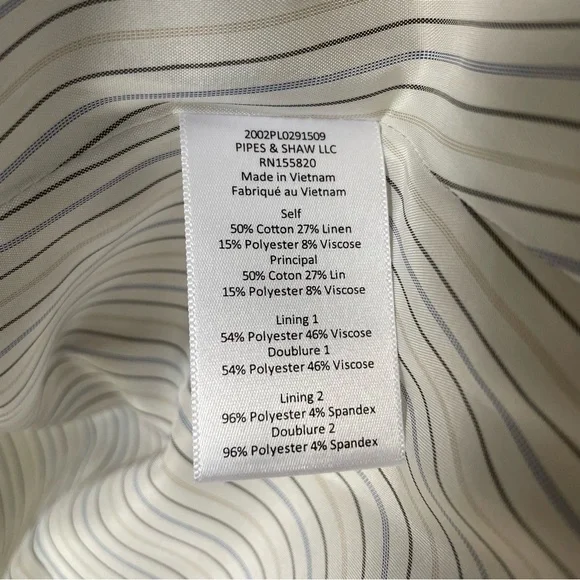 2002PL0291509
PIPES & SHAW LLC
RN155820
Made in Vietnam
Fabriqué au Vietnam
Self
50% Cotton 27% Linen
15% Polyester 8% Viscose
Principal
50% Coton 27% Lin
15% Polyester 8% Viscose
Lining 1
54% Polyester 46% Viscose
Doublure 1
54% Polyester 46% Viscose
Lining 2
96% Polyester 4% Spandex
Doublure 2
96% Polyester 4% Spandex